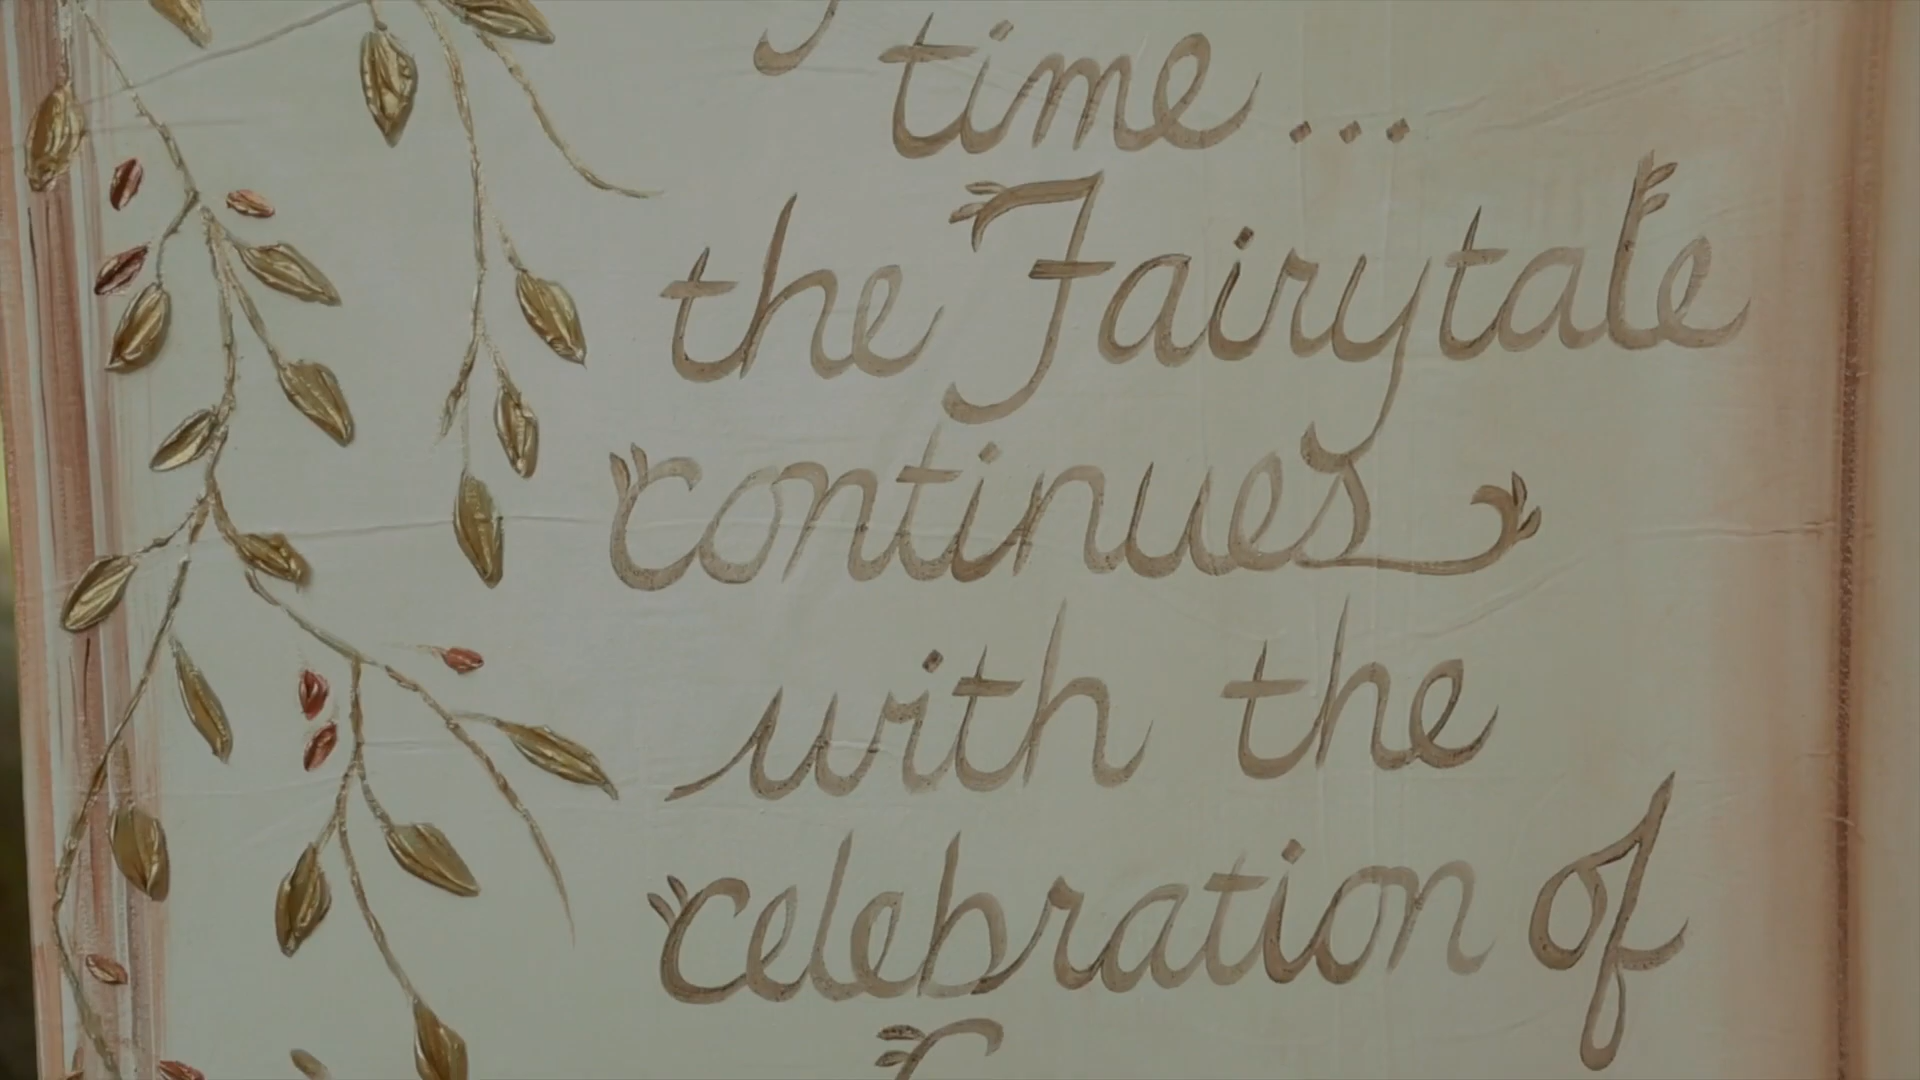 time...
the Fairytale
continues
with the
celebration of